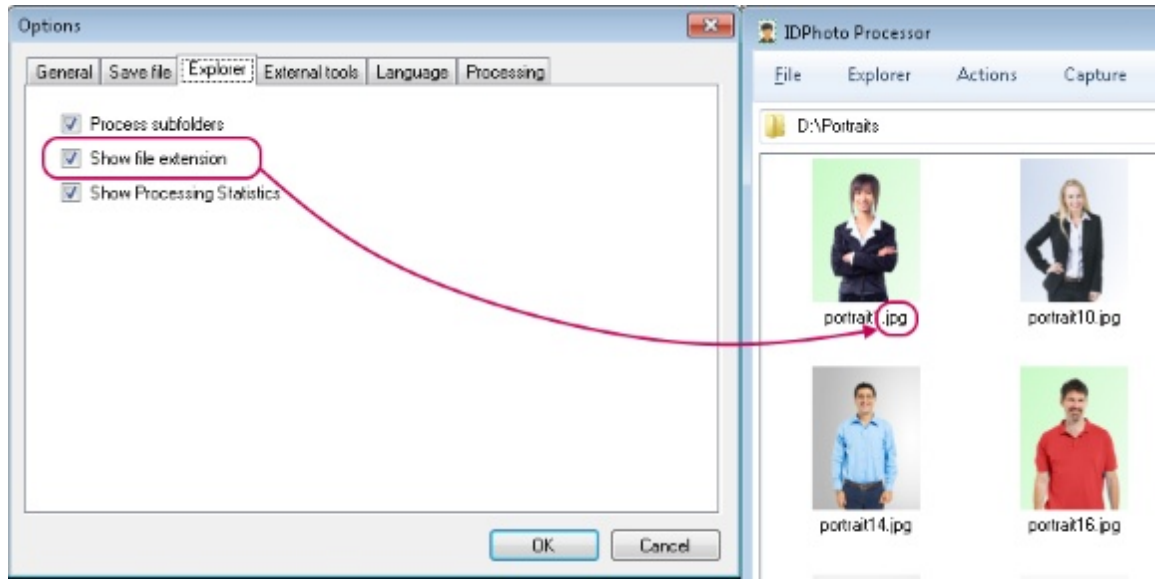 Options
General Save file Explorer External tools Language Processing
Process subfolders
Show file extension
Show Processing Statistics
OK Cancel
IDPhoto Processor
File Explorer Actions Capture
D:\Portraits
.jpg portrait10.jpg
portrait14.jpg portrait16.jpg